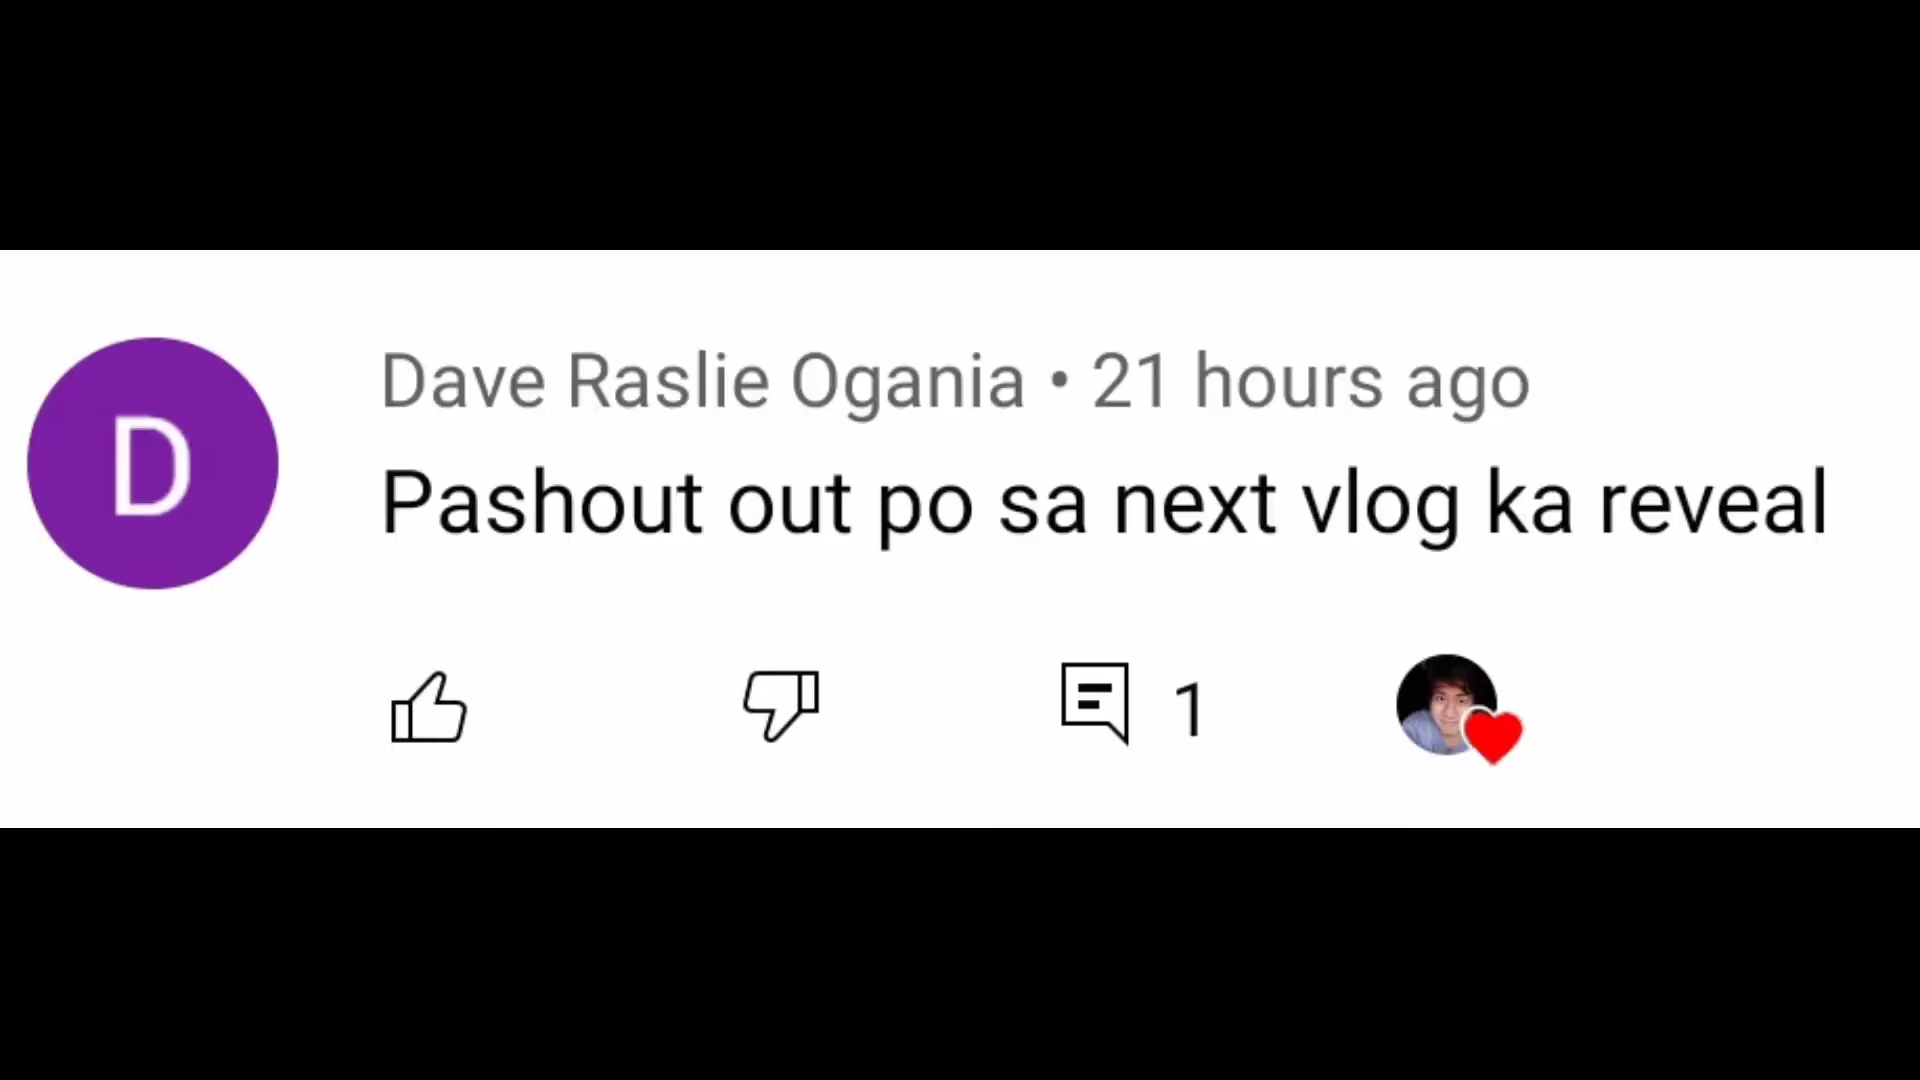 D
Dave Raslie Ogania • 21 hours ago
Pashout out po sa next vlog ka reveal
1